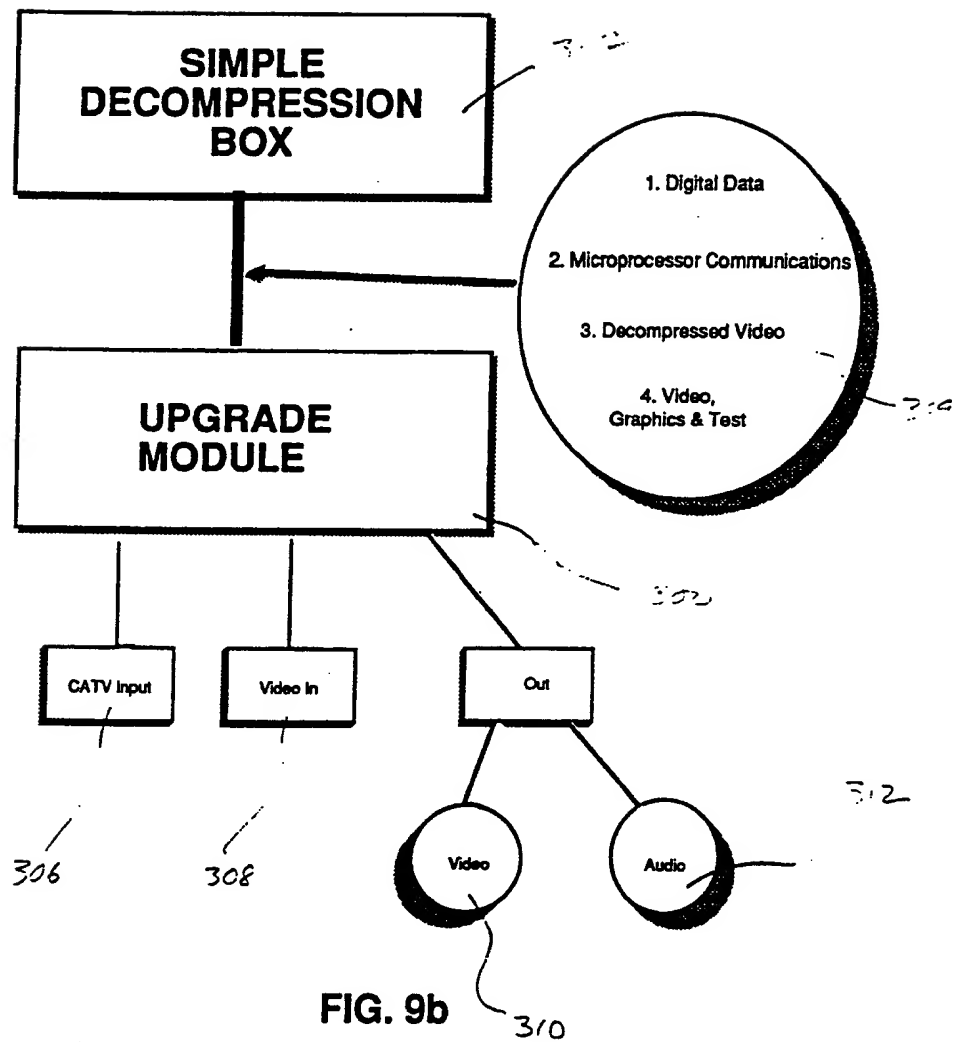 SIMPLE
DECOMPRESSION
BOX
1. Digital Data
2. Microprocessor Communications
3. Decompressed Video
4. Video,
Graphics & Test
UPGRADE
MODULE
302
CATV Input
Video In
Out
312
306
308
Video
Audio
310
FIG. 9b